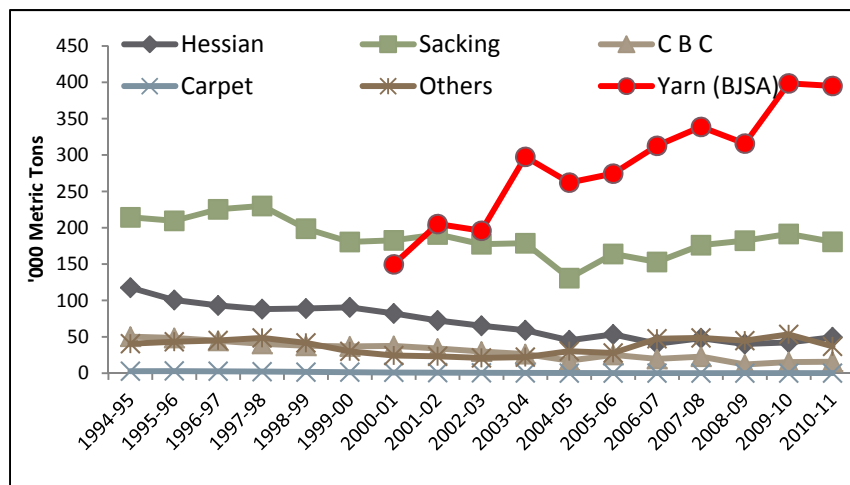 Hessian Sacking C B C
Carpet Others Yarn (BJSA)
'000 Metric Tons
450
400
350
300
250
200
150
100
50
0
1994-95 1995-96 1996-97 1997-98 1998-99 1999-00 2000-01 2001-02 2002-03 2003-04 2004-05 2005-06 2006-07 2007-08 2008-09 2009-10 2010-11